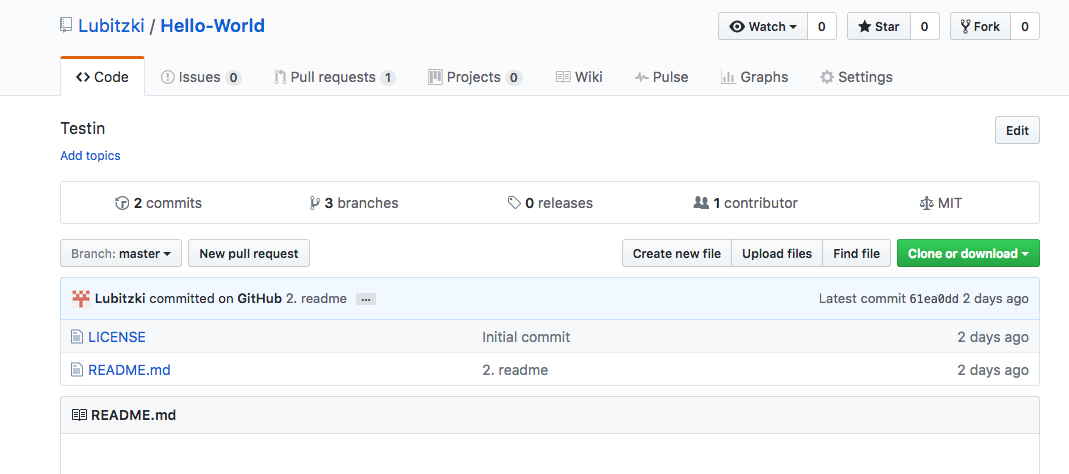 Lubitzki / Hello-World Watch 0 Star 0 Fork 0
Code Issues 0 Pull requests 1 Projects 0 Wiki Pulse Graphs Settings
Testin Edit
Add topics
2 commits 3 branches 0 releases 1 contributor MIT
Branch: master New pull request Create new file Upload files Find file Clone or download
Lubitzki committed on GitHub 2. readme ... Latest commit 61ea0dd 2 days ago
LICENSE Initial commit 2 days ago
README.md 2. readme 2 days ago
README.md